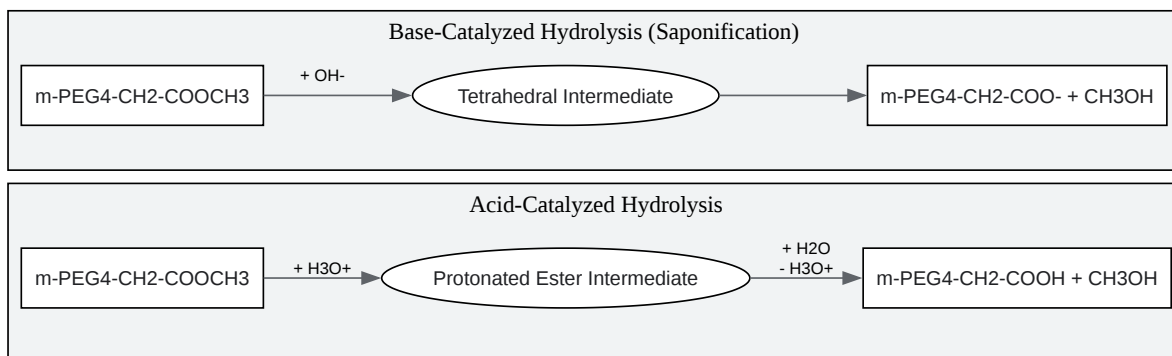 Base-Catalyzed Hydrolysis (Saponification)
m-PEG4-CH2-COOCH3
+ OH-
Tetrahedral Intermediate
m-PEG4-CH2-COO- + CH3OH
Acid-Catalyzed Hydrolysis
m-PEG4-CH2-COOCH3
+ H3O+
Protonated Ester Intermediate
+ H2O
- H3O+
m-PEG4-CH2-COOH + CH3OH